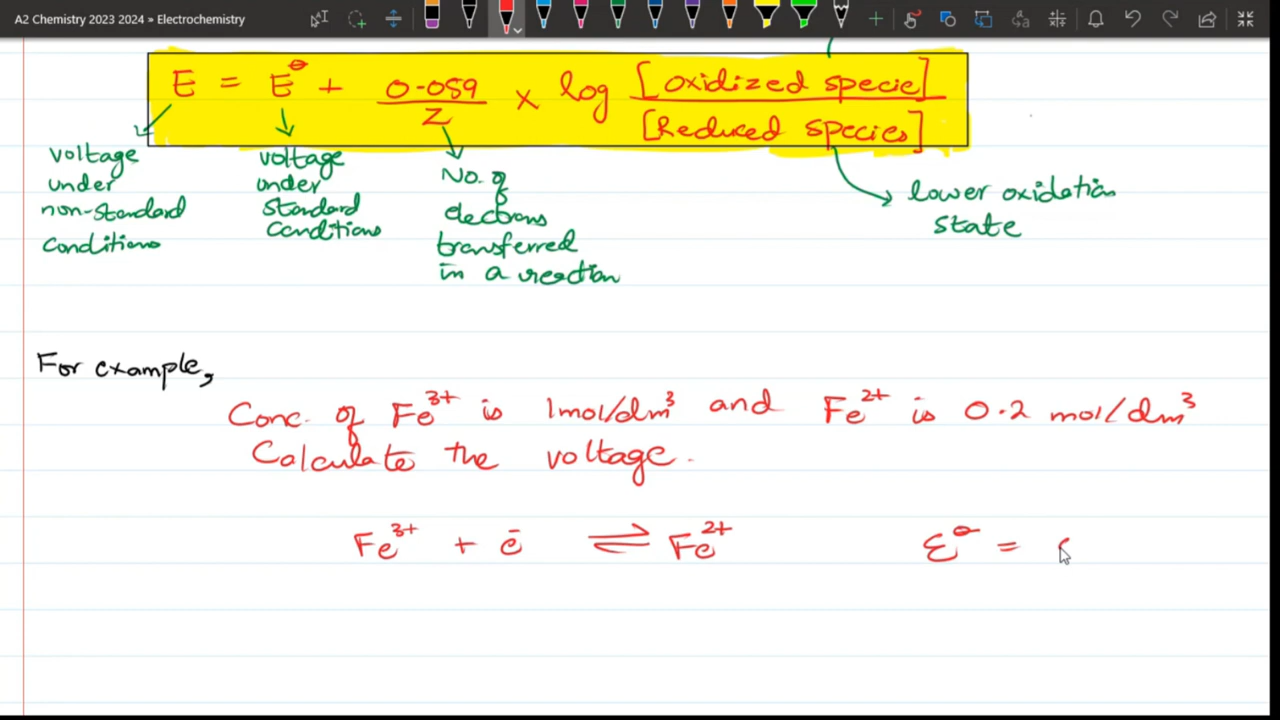 A2 Chemistry 2023 2024 » Electrochemistry
E = E⦵ + 0.059/Z × log [oxidized specie]/[Reduced species]
voltage under non-standard conditions
voltage under standard conditions
No. of electrons transferred in a reaction
lower oxidation state
For example,
Conc. of Fe³⁺ is 1mol/dm³ and Fe²⁺ is 0.2 mol/dm³
Calculate the voltage.
Fe³⁺ + ē ⇌ Fe²⁺ E⦵ =